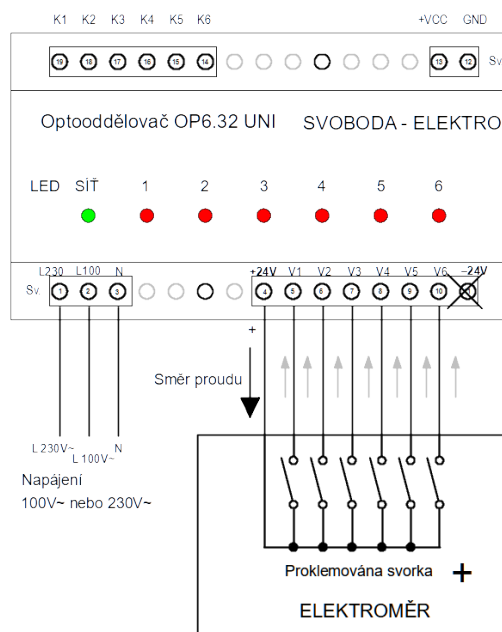 K1 K2 K3 K4 K5 K6 +VCC GND
19 18 17 16 15 14 13 12 Sv.
Optooddělovač OP6.32 UNI SVOBODA - ELEKTRO
LED SÍŤ 1 2 3 4 5 6
L230 L100 N +24V V1 V2 V3 V4 V5 V6 –24V
Sv. 1 2 3 4 5 6 7 8 9 10
+
Směr proudu
L 230V~ L 100V~ N
Napájení
100V~ nebo 230V~
Proklemována svorka +
ELEKTROMĚR